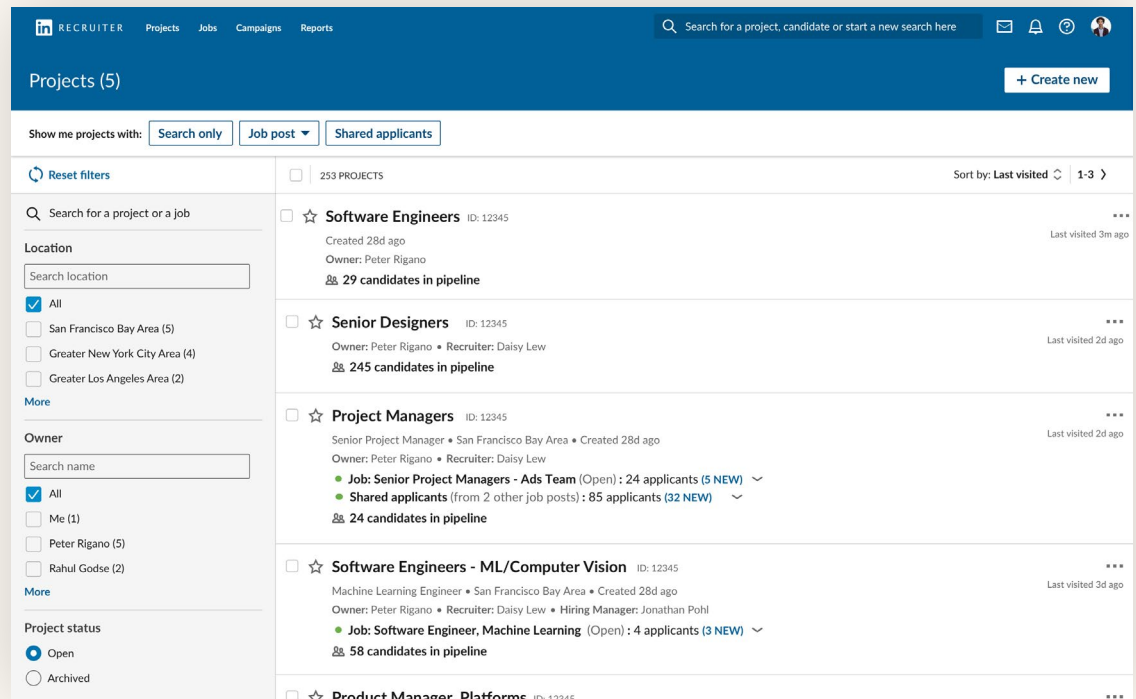 in RECRUITER Projects Jobs Campaigns Reports Search for a project, candidate or start a new search here
Projects (5) + Create new
Show me projects with: Search only Job post Shared applicants
Reset filters
Search for a project or a job
Location
Search location
All
San Francisco Bay Area (5)
Greater New York City Area (4)
Greater Los Angeles Area (2)
More
Owner
Search name
All
Me (1)
Peter Rigano (5)
Rahul Godse (2)
More
Project status
Open
Archived
253 PROJECTS Sort by: Last visited 1-3
Software Engineers ID: 12345
Last visited 3m ago
Created 28d ago
Owner: Peter Rigano
29 candidates in pipeline
Senior Designers ID: 12345
Last visited 2d ago
Owner: Peter Rigano • Recruiter: Daisy Lew
245 candidates in pipeline
Project Managers ID: 12345
Last visited 2d ago
Senior Project Manager • San Francisco Bay Area • Created 28d ago
Owner: Peter Rigano • Recruiter: Daisy Lew
• Job: Senior Project Managers - Ads Team (Open) : 24 applicants (5 NEW)
• Shared applicants (from 2 other job posts) : 85 applicants (32 NEW)
24 candidates in pipeline
Software Engineers - ML/Computer Vision ID: 12345
Last visited 3d ago
Machine Learning Engineer • San Francisco Bay Area • Created 28d ago
Owner: Peter Rigano • Recruiter: Daisy Lew • Hiring Manager: Jonathan Pohl
• Job: Software Engineer, Machine Learning (Open) : 4 applicants (3 NEW)
58 candidates in pipeline
Product Manager, Platforms ID: 12345